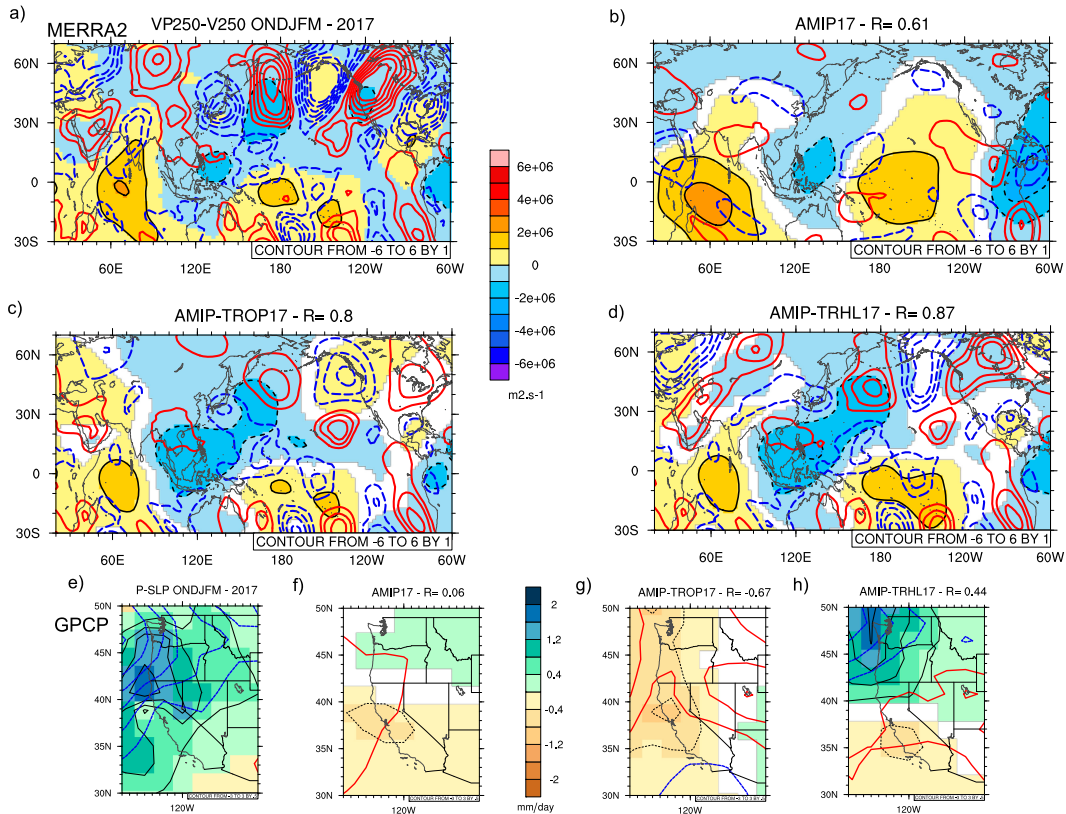 a)
MERRA2
VP250-V250 ONDJFM - 2017
60N
30N
0
30S
60E
120E
180
120W
60W
CONTOUR FROM -6 TO 6 BY 1
b)
AMIP17 - R= 0.61
60N
30N
0
30S
60E
120E
180
120W
60W
CONTOUR FROM -6 TO 6 BY 1
6e+06
4e+06
2e+06
0
-2e+06
-4e+06
-6e+06
m2.s-1
c)
AMIP-TROP17 - R= 0.8
60N
30N
0
30S
60E
120E
180
120W
60W
CONTOUR FROM -6 TO 6 BY 1
d)
AMIP-TRHL17 - R= 0.87
60N
30N
0
30S
60E
120E
180
120W
60W
CONTOUR FROM -6 TO 6 BY 1
e)
GPCP
P-SLP ONDJFM - 2017
50N
45N
40N
35N
30N
120W
f)
AMIP17 - R= 0.06
50N
45N
40N
35N
30N
120W
2
1.2
0.4
-0.4
-1.2
-2
mm/day
g)
AMIP-TROP17 - R= -0.67
50N
45N
40N
35N
30N
120W
h)
AMIP-TRHL17 - R= 0.44
50N
45N
40N
35N
30N
120W